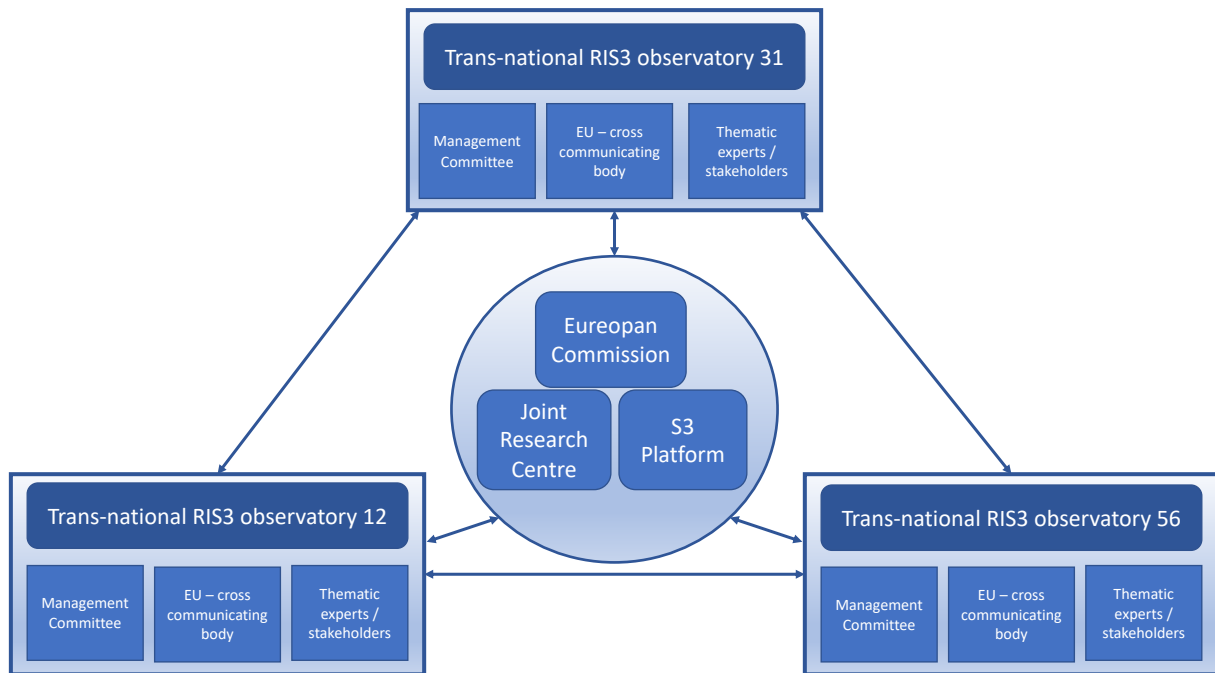 Trans-national RIS3 observatory 31
Management
Committee
EU – cross
communicating
body
Thematic
experts /
stakeholders
Eureopan
Commission
Joint
Research
Centre
S3
Platform
Trans-national RIS3 observatory 12
Management
Committee
EU – cross
communicating
body
Thematic
experts /
stakeholders
Trans-national RIS3 observatory 56
Management
Committee
EU – cross
communicating
body
Thematic
experts /
stakeholders